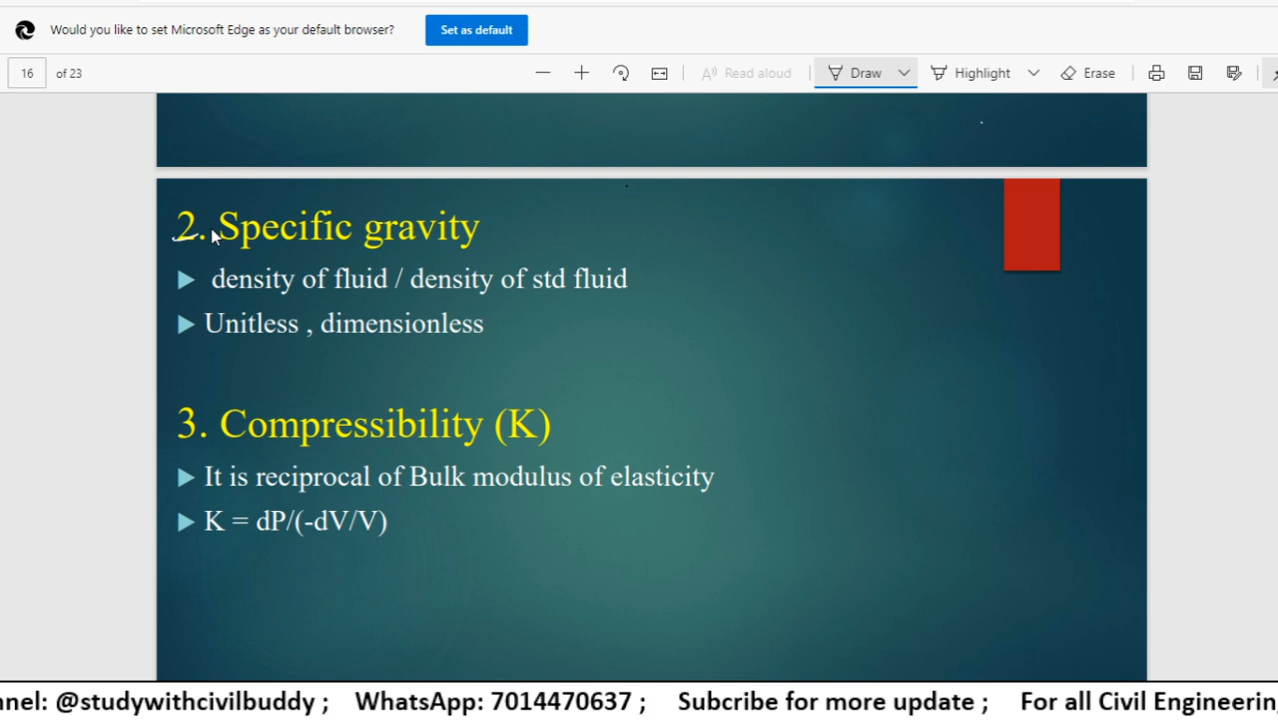 Would you like to set Microsoft Edge as your default browser? Set as default
16 of 23 Read aloud Draw Highlight Erase
2. Specific gravity
density of fluid / density of std fluid
Unitless , dimensionless
3. Compressibility (K)
It is reciprocal of Bulk modulus of elasticity
K = dP/(-dV/V)
nnel: @studywithcivilbuddy ; WhatsApp: 7014470637 ; Subcribe for more update ; For all Civil Engineerin